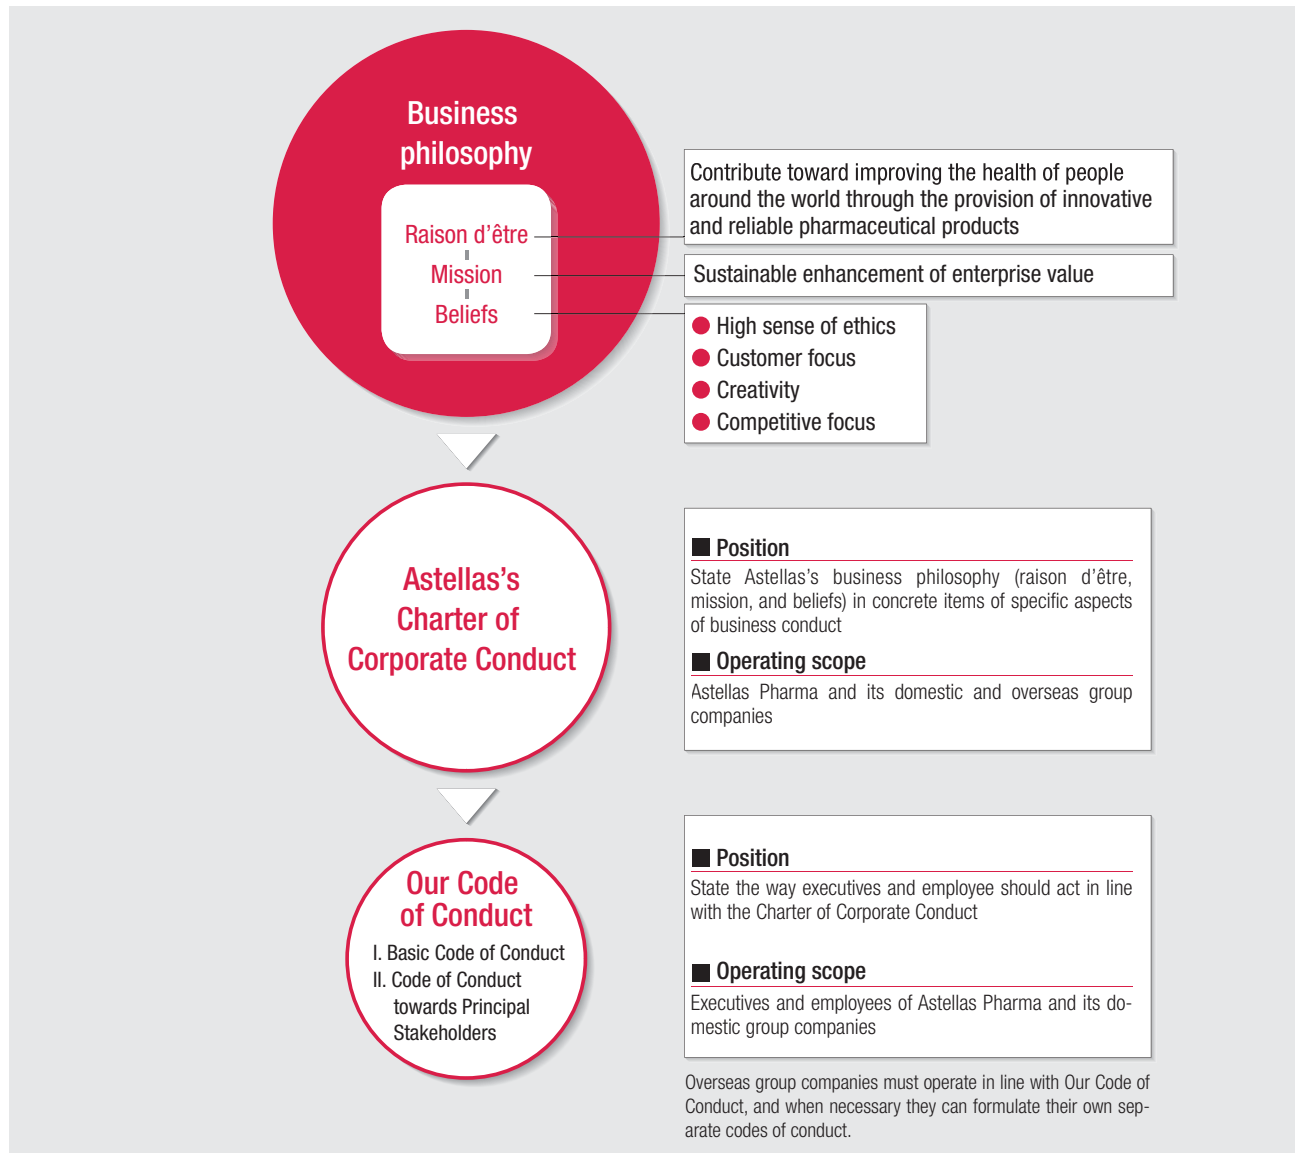 Business
philosophy
Raison d’être
Mission
Beliefs
Contribute toward improving the health of people
around the world through the provision of innovative
and reliable pharmaceutical products
Sustainable enhancement of enterprise value
High sense of ethics
Customer focus
Creativity
Competitive focus
Astellas’s
Charter of
Corporate Conduct
Position
State Astellas’s business philosophy (raison d’être,
mission, and beliefs) in concrete items of specific aspects
of business conduct
Operating scope
Astellas Pharma and its domestic and overseas group
companies
Our Code
of Conduct
I. Basic Code of Conduct
II. Code of Conduct
towards Principal
Stakeholders
Position
State the way executives and employee should act in line
with the Charter of Corporate Conduct
Operating scope
Executives and employees of Astellas Pharma and its do-
mestic group companies
Overseas group companies must operate in line with Our Code of
Conduct, and when necessary they can formulate their own sep-
arate codes of conduct.